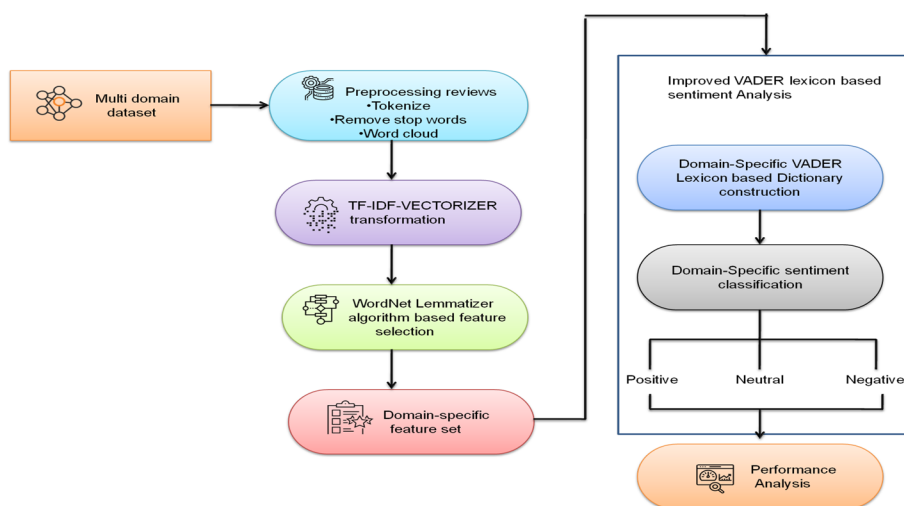 Multi domain
dataset
Preprocessing reviews
•Tokenize
•Remove stop words
•Word cloud
TF-IDF-VECTORIZER
transformation
WordNet Lemmatizer
algorithm based feature
selection
Domain-specific
feature set
Improved VADER lexicon based
sentiment Analysis
Domain-Specific VADER
Lexicon based Dictionary
construction
Domain-Specific sentiment
classification
Positive
Neutral
Negative
Performance
Analysis